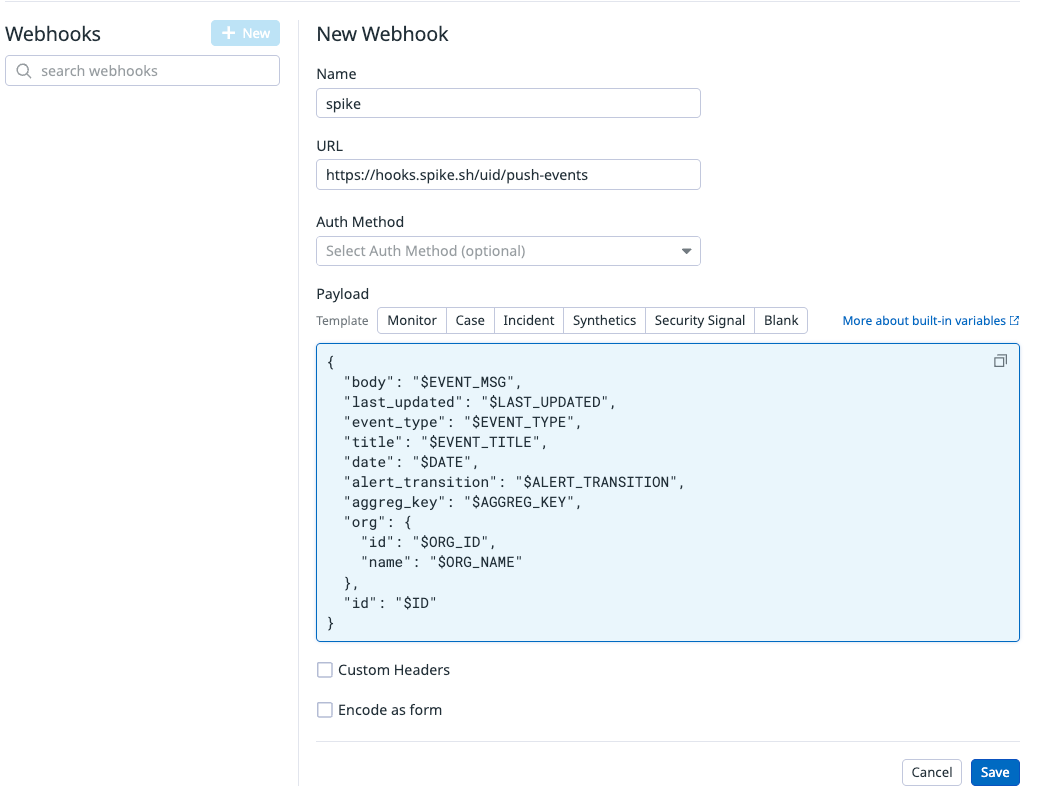 Webhooks
New
search webhooks
New Webhook
Name
spike
URL
https://hooks.spike.sh/uid/push-events
Auth Method
Select Auth Method (optional)
Payload
Template Monitor Case Incident Synthetics Security Signal Blank More about built-in variables
{
  "body": "$EVENT_MSG",
  "last_updated": "$LAST_UPDATED",
  "event_type": "$EVENT_TYPE",
  "title": "$EVENT_TITLE",
  "date": "$DATE",
  "alert_transition": "$ALERT_TRANSITION",
  "aggreg_key": "$AGGREG_KEY",
  "org": {
    "id": "$ORG_ID",
    "name": "$ORG_NAME"
  },
  "id": "$ID"
}
Custom Headers
Encode as form
Cancel Save